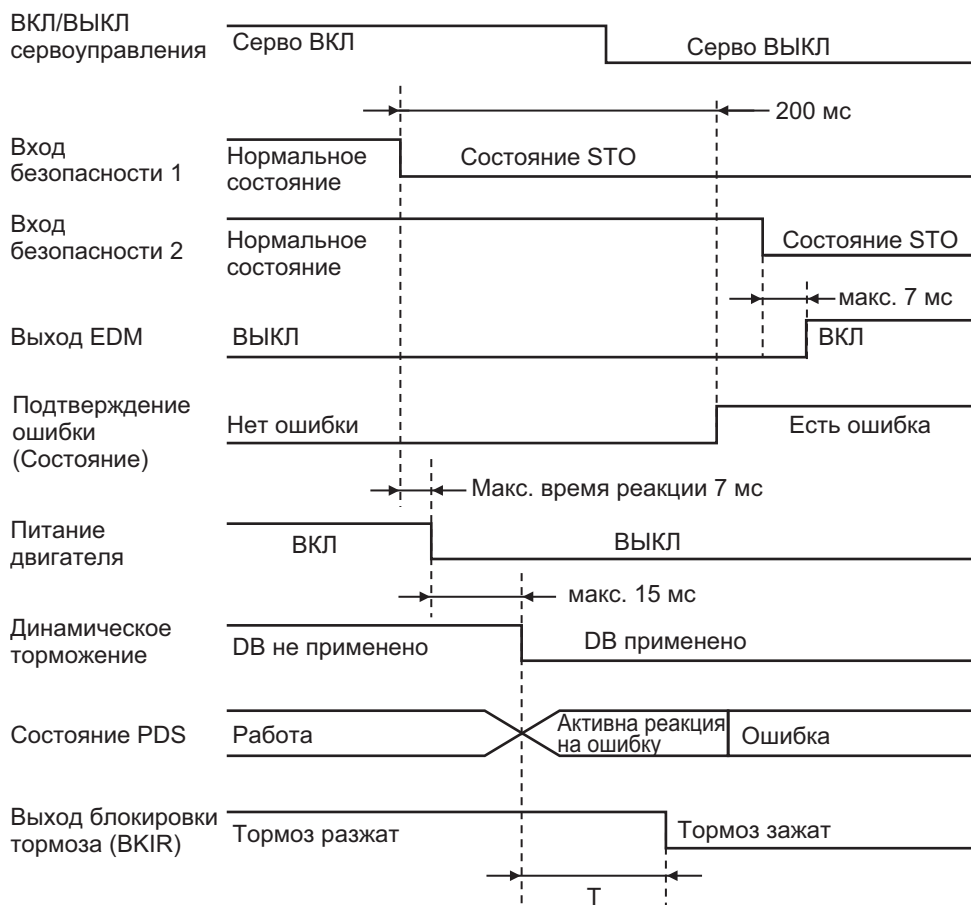 ВКЛ/ВЫКЛ
сервоуправления
Серво ВКЛ
Серво ВЫКЛ
200 мс
Вход
безопасности 1
Нормальное
состояние
Состояние STO
Вход
безопасности 2
Нормальное
состояние
Состояние STO
макс. 7 мс
Выход EDM
ВЫКЛ
ВКЛ
Подтверждение
ошибки
(Состояние)
Нет ошибки
Есть ошибка
Макс. время реакции 7 мс
Питание
двигателя
ВКЛ
ВЫКЛ
макс. 15 мс
Динамическое
торможение
DB не применено
DB применено
Состояние PDS
Работа
Активна реакция
на ошибку
Ошибка
Выход блокировки
тормоза (BKIR)
Тормоз разжат
Тормоз зажат
T